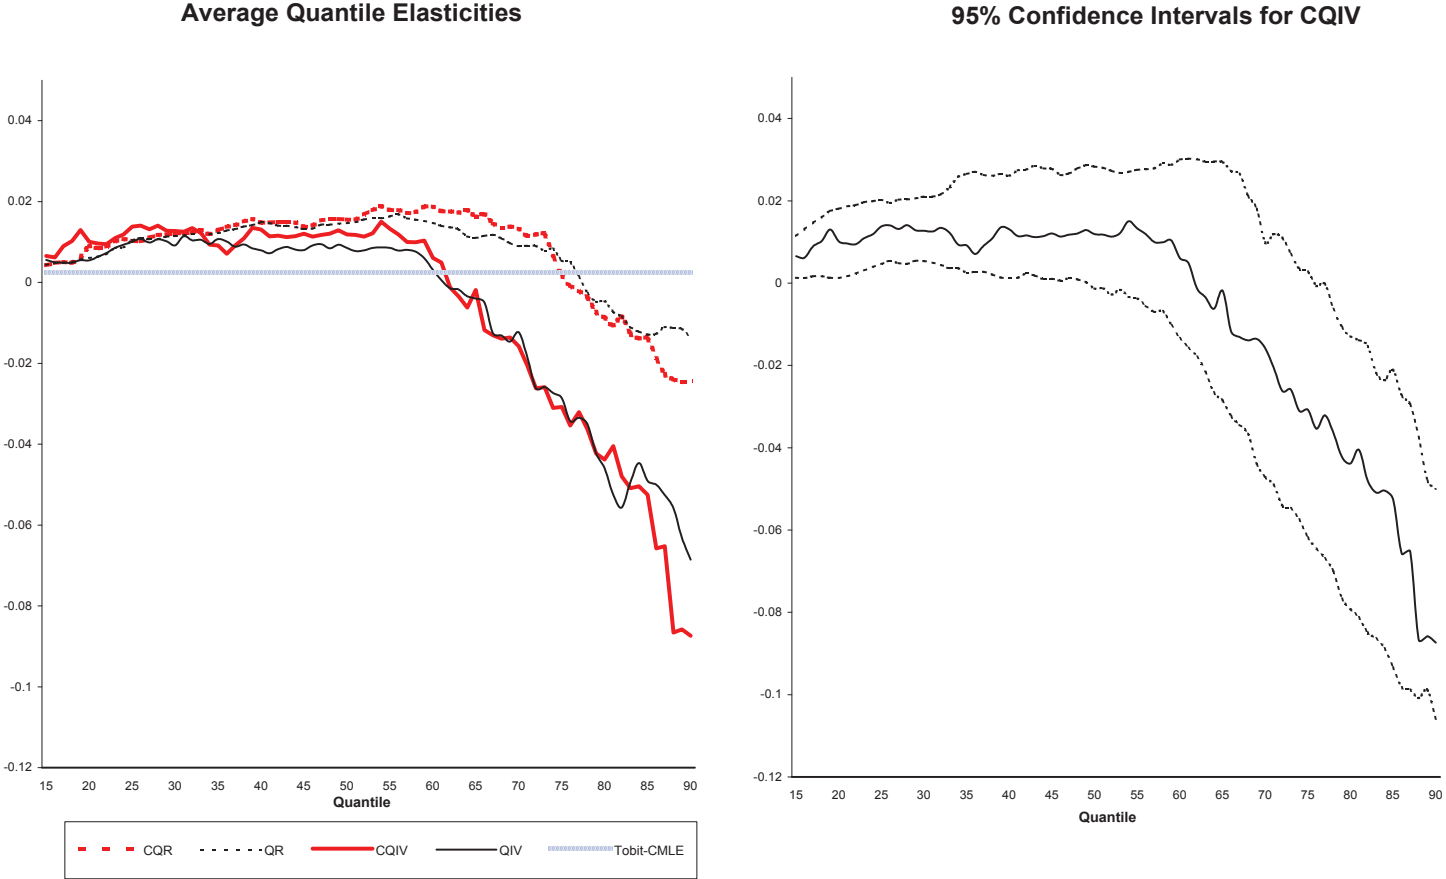 Average Quantile Elasticities
0.04
0.02
0
-0.02
-0.04
-0.06
-0.08
-0.1
-0.12
15 20 25 30 35 40 45 50 55 60 65 70 75 80 85 90
Quantile
CQR QR CQIV QIV Tobit-CMLE
95% Confidence Intervals for CQIV
0.04
0.02
0
-0.02
-0.04
-0.06
-0.08
-0.1
-0.12
15 20 25 30 35 40 45 50 55 60 65 70 75 80 85 90
Quantile